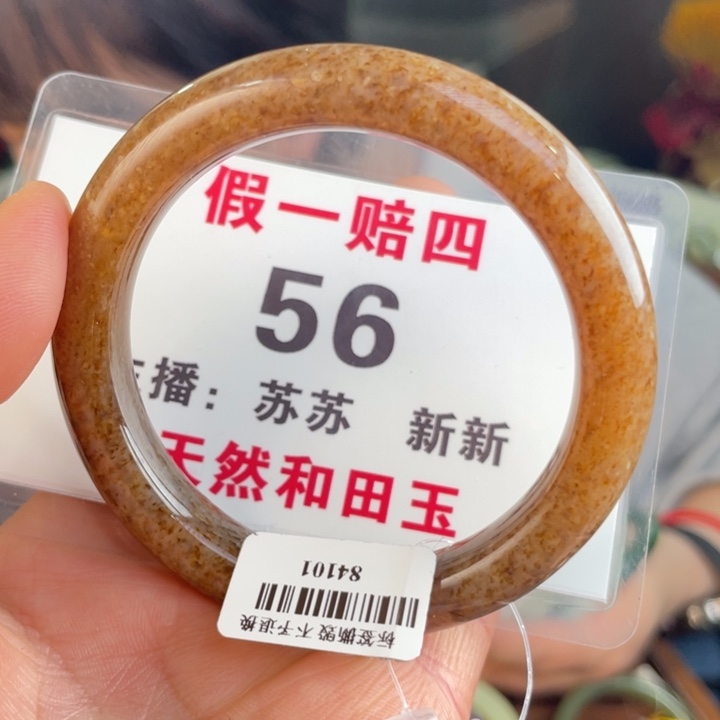 假一赔四
56
主播：苏苏 新新
天然和田玉
84101
标签撕毁不予退换